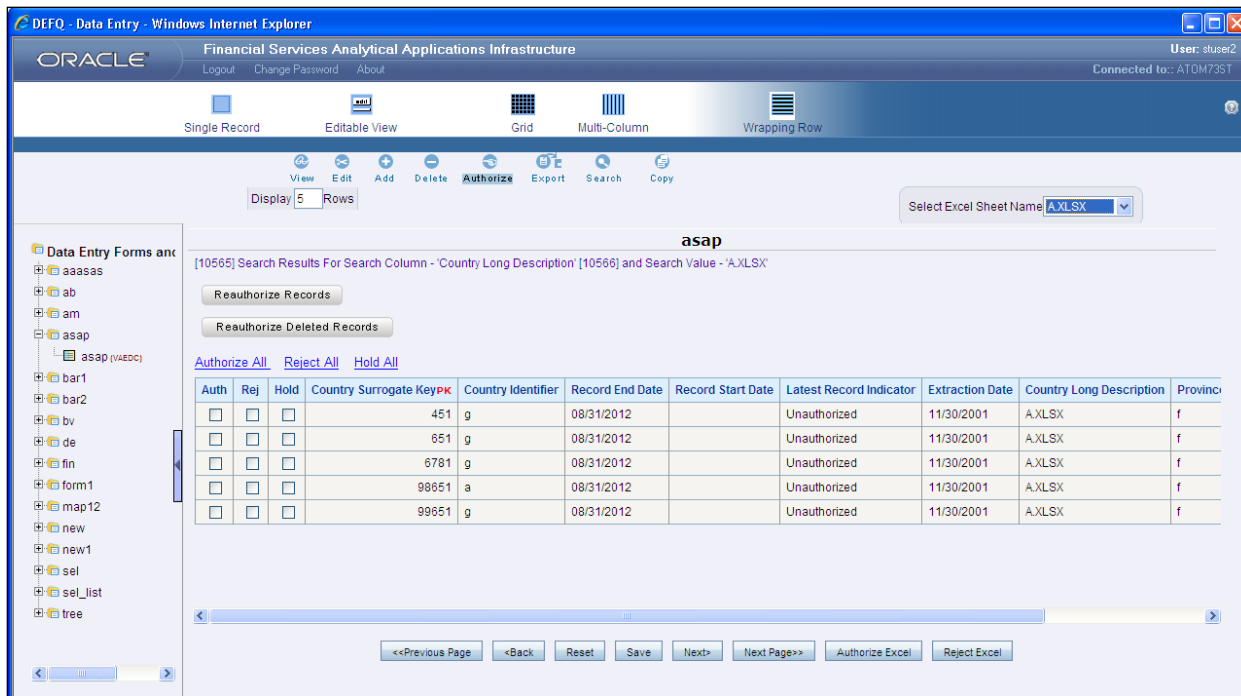 DEFQ - Data Entry - Windows Internet Explorer
ORACLE
Financial Services Analytical Applications Infrastructure
User: stuser2
Logout Change Password About
Connected to:: ATOM73ST
Single Record Editable View Grid Multi-Column Wrapping Row
View Edit Add Delete Authorize Export Search Copy
Display 5 Rows
Select Excel Sheet Name A.XLSX
Data Entry Forms and
aaasas
ab
am
asap
asap (VAEDC)
bar1
bar2
bv
de
fin
form1
map12
new
new1
sel
sel_list
tree
asap
[10565] Search Results For Search Column - 'Country Long Description' [10566] and Search Value - 'A.XLSX'
Reauthorize Records
Reauthorize Deleted Records
Authorize All Reject All Hold All
Auth Rej Hold Country Surrogate KeyPK Country Identifier Record End Date Record Start Date Latest Record Indicator Extraction Date Country Long Description Province
451 g 08/31/2012 Unauthorized 11/30/2001 A.XLSX f
651 g 08/31/2012 Unauthorized 11/30/2001 A.XLSX f
6781 g 08/31/2012 Unauthorized 11/30/2001 A.XLSX f
98651 a 08/31/2012 Unauthorized 11/30/2001 A.XLSX f
99651 g 08/31/2012 Unauthorized 11/30/2001 A.XLSX f
<<Previous Page <Back Reset Save Next> Next Page>> Authorize Excel Reject Excel